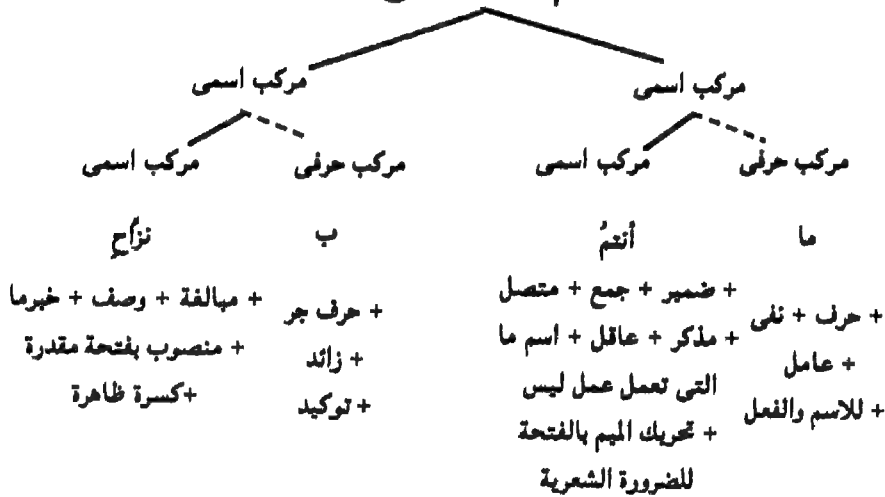 مركب اسمى مركب اسمى
مركب حرفى مركب اسمى مركب حرفى مركب اسمى
ما أنتمُ ب نزَّاحٍ
+ حرف + نفى
+ عامل
+ للاسم والفعل
+ ضمير + جمع + متصل
+ مذكر + عاقل + اسم ما
التى تعمل عمل ليس
+ تحريك الميم بالفتحة
للضرورة الشعرية
+ حرف جر
+ زائد
+ توكيد
+ مبالغة + وصف + خبرما
+ منصوب بفتحة مقدرة
+كسرة ظاهرة